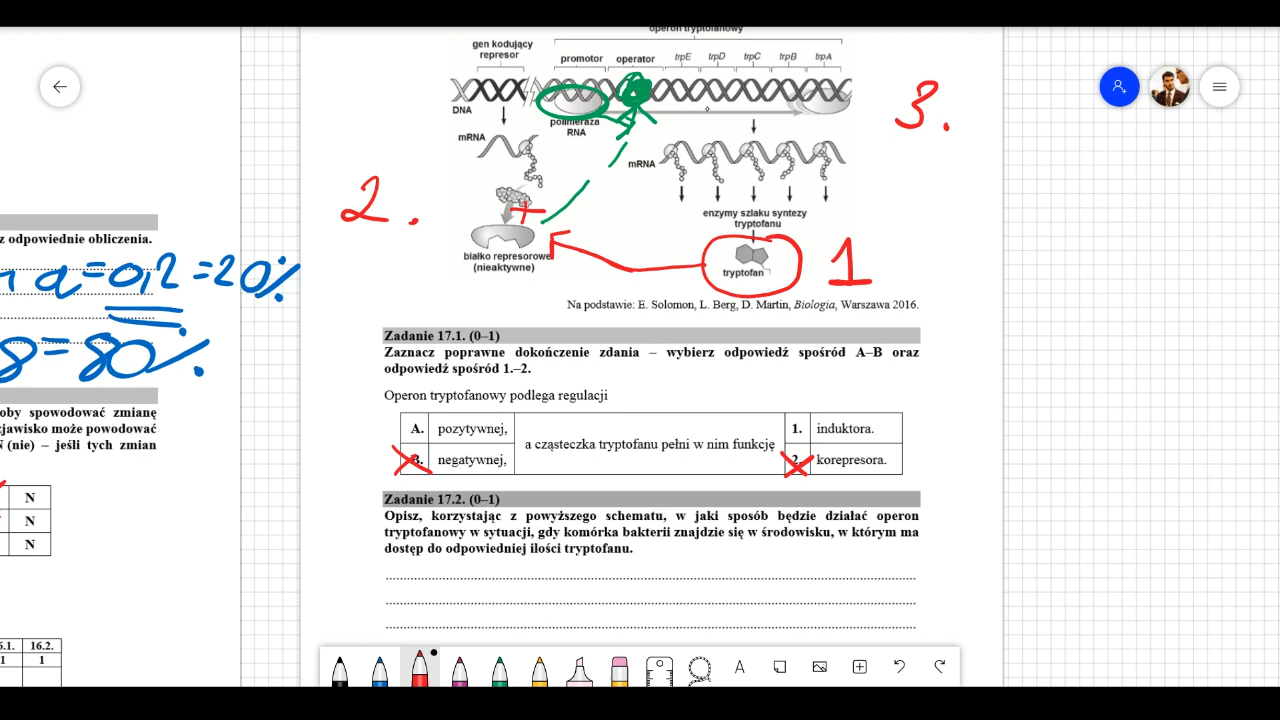 operon tryptofanowy
gen kodujący
represor
promotor operator trpE trpD trpC trpB trpA
DNA
polimeraza
RNA
3.
mRNA
mRNA
2.
enzymy szlaku syntezy
tryptofanu
białko represorowe
(nieaktywne)
tryptofan
1
Na podstawie: E. Solomon, L. Berg, D. Martin, Biologia, Warszawa 2016.
z odpowiednie obliczenia.
q=0,2=20%
=80%
oby spowodować zmianę
zjawisko może powodować
N (nie) – jeśli tych zmian
N
N
N
6.1. 16.2.
1 1
Zadanie 17.1. (0–1)
Zaznacz poprawne dokończenie zdania – wybierz odpowiedź spośród A–B oraz
odpowiedź spośród 1.–2.
Operon tryptofanowy podlega regulacji
A. pozytywnej,
B. negatywnej,
a cząsteczka tryptofanu pełni w nim funkcję
1. induktora.
2. korepresora.
Zadanie 17.2. (0–1)
Opisz, korzystając z powyższego schematu, w jaki sposób będzie działać operon
tryptofanowy w sytuacji, gdy komórka bakterii znajdzie się w środowisku, w którym ma
dostęp do odpowiedniej ilości tryptofanu.
A